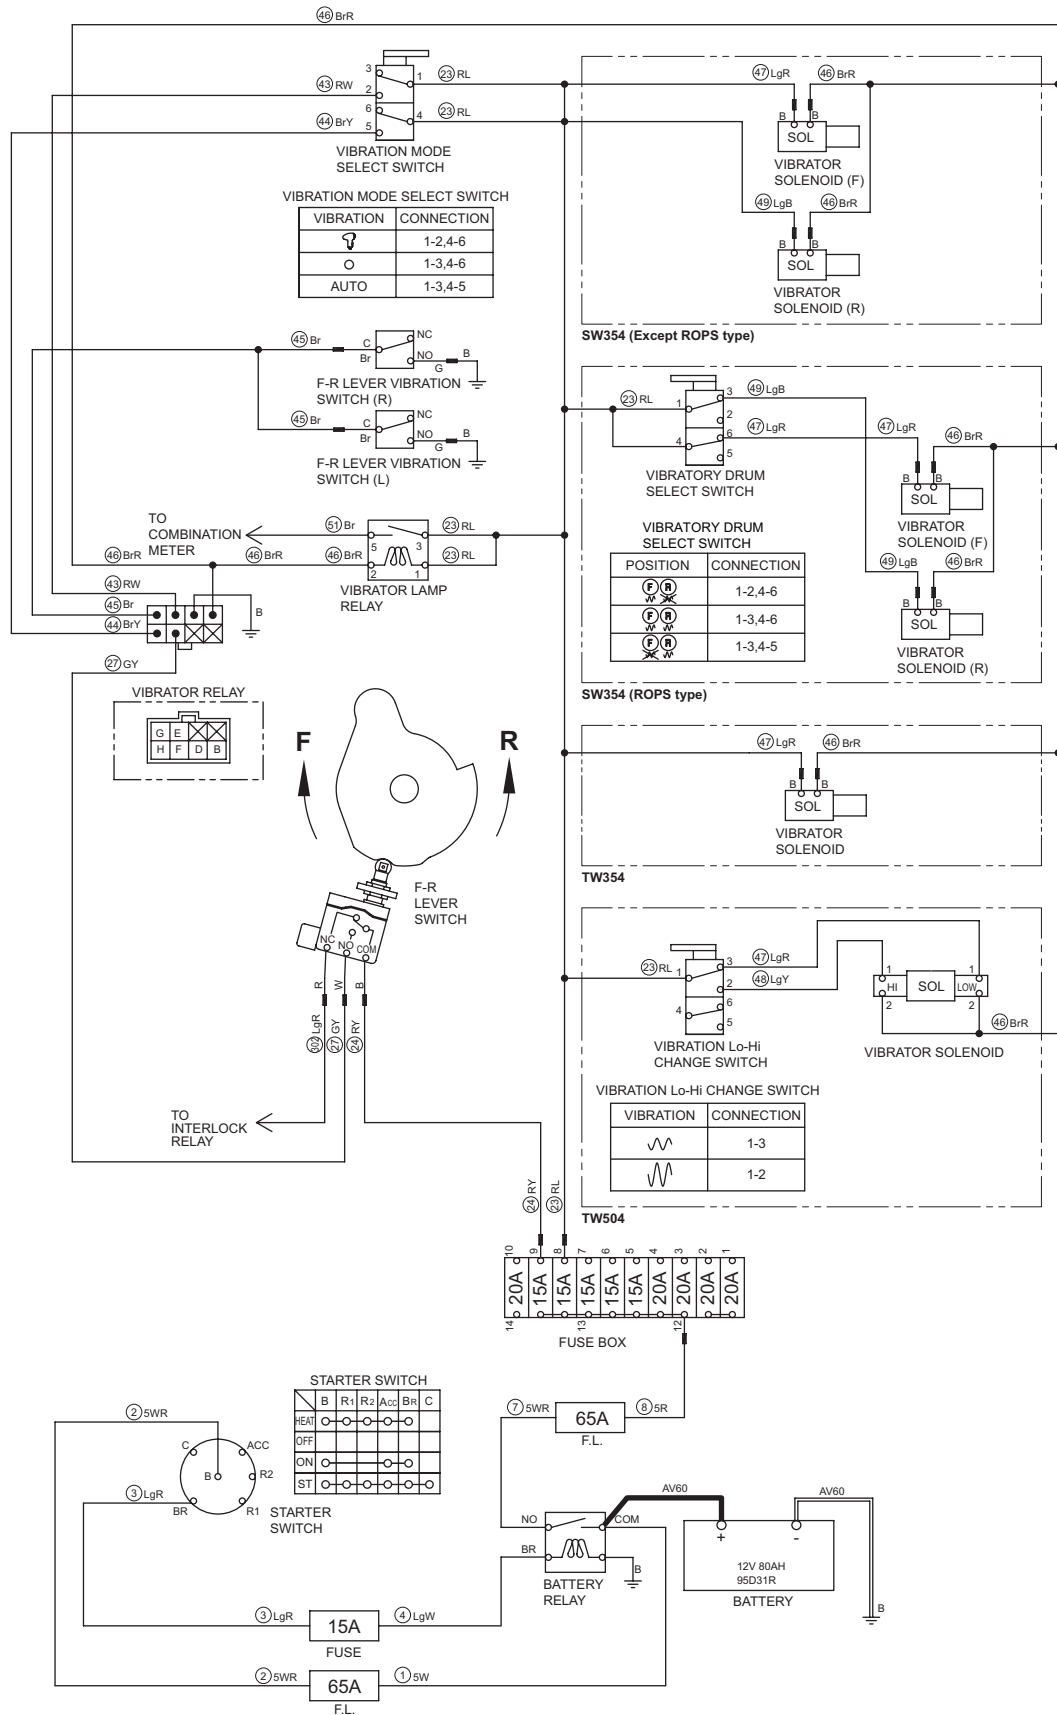 46 BrR
3 1 23 RL 47 LgR 46 BrR
43 RW 2
6 4 23 RL
44 BrY 5
B B
SOL
VIBRATION MODE
SELECT SWITCH
VIBRATOR
SOLENOID (F)
VIBRATION MODE SELECT SWITCH
VIBRATION CONNECTION
1-2,4-6
1-3,4-6
AUTO 1-3,4-5
49 LgB 46 BrR
B B
SOL
VIBRATOR
SOLENOID (R)
SW354 (Except ROPS type)
45 Br C NC
Br NO B
G
F-R LEVER VIBRATION
SWITCH (R)
45 Br C NC
Br NO B
G
F-R LEVER VIBRATION
SWITCH (L)
23 RL 1 3 49 LgB
2
4 6 47 LgR 47 LgR 46 BrR
5
VIBRATORY DRUM
SELECT SWITCH
B B
SOL
VIBRATOR
SOLENOID (F)
VIBRATORY DRUM
SELECT SWITCH
POSITION CONNECTION
F R 1-2,4-6
F R 1-3,4-6
F R 1-3,4-5
49 LgB 46 BrR
B B
SOL
VIBRATOR
SOLENOID (R)
SW354 (ROPS type)
TO
COMBINATION
METER
51 Br 5 3 23 RL
46 BrR 46 BrR 46 BrR 2 1 23 RL
VIBRATOR LAMP
RELAY
43 RW
45 Br
44 BrY
B
27 GY
VIBRATOR RELAY
G E
H F D B
F R
47 LgR 46 BrR
B B
SOL
VIBRATOR
SOLENOID
TW354
F-R
LEVER
SWITCH
NC NO COM
R W B
302 LgR 27 GY 24 RY
TO
INTERLOCK
RELAY
23 RL 1 3 47 LgR
2 48 LgY
4 6
5
VIBRATION Lo-Hi
CHANGE SWITCH
1 1
HI SOL LOW
2 2
46 BrR
VIBRATOR SOLENOID
VIBRATION Lo-Hi CHANGE SWITCH
VIBRATION CONNECTION
1-3
1-2
TW504
24 RY 23 RL
10 9 8 7 6 5 4 3 2 1
20A 15A 15A 15A 15A 15A 20A 20A 20A 20A
14 13 12
FUSE BOX
STARTER SWITCH
B R1 R2 ACC BR C
HEAT
OFF
ON
ST
2 5WR
C ACC
B R2
BR R1
3 LgR
STARTER
SWITCH
7 5WR 65A 8 5R
F.L.
AV60 AV60
NO COM
BR B
BATTERY
RELAY
+ -
12V 80AH
95D31R
BATTERY
B
3 LgR 15A 4 LgW
FUSE
2 5WR 65A 1 5W
F.L.